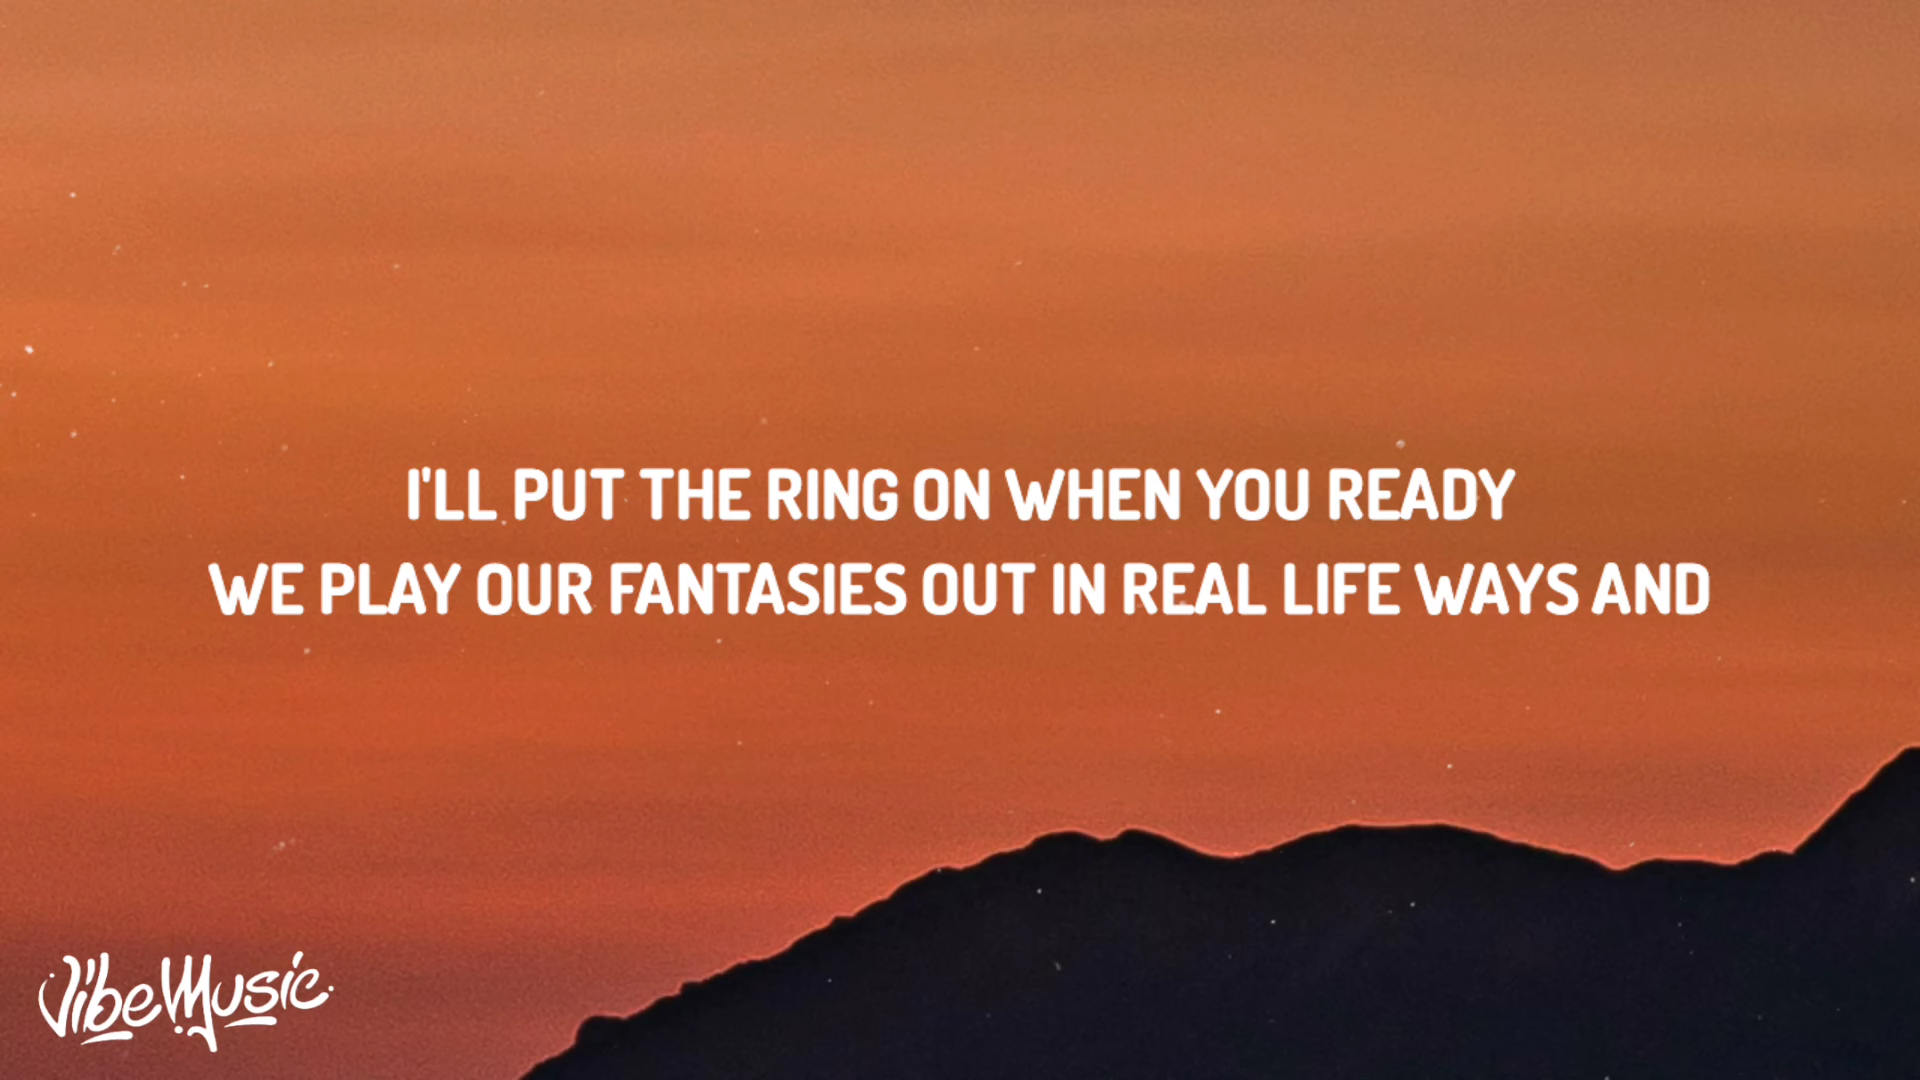 I'LL PUT THE RING ON WHEN YOU READY
WE PLAY OUR FANTASIES OUT IN REAL LIFE WAYS AND
VibeMusic